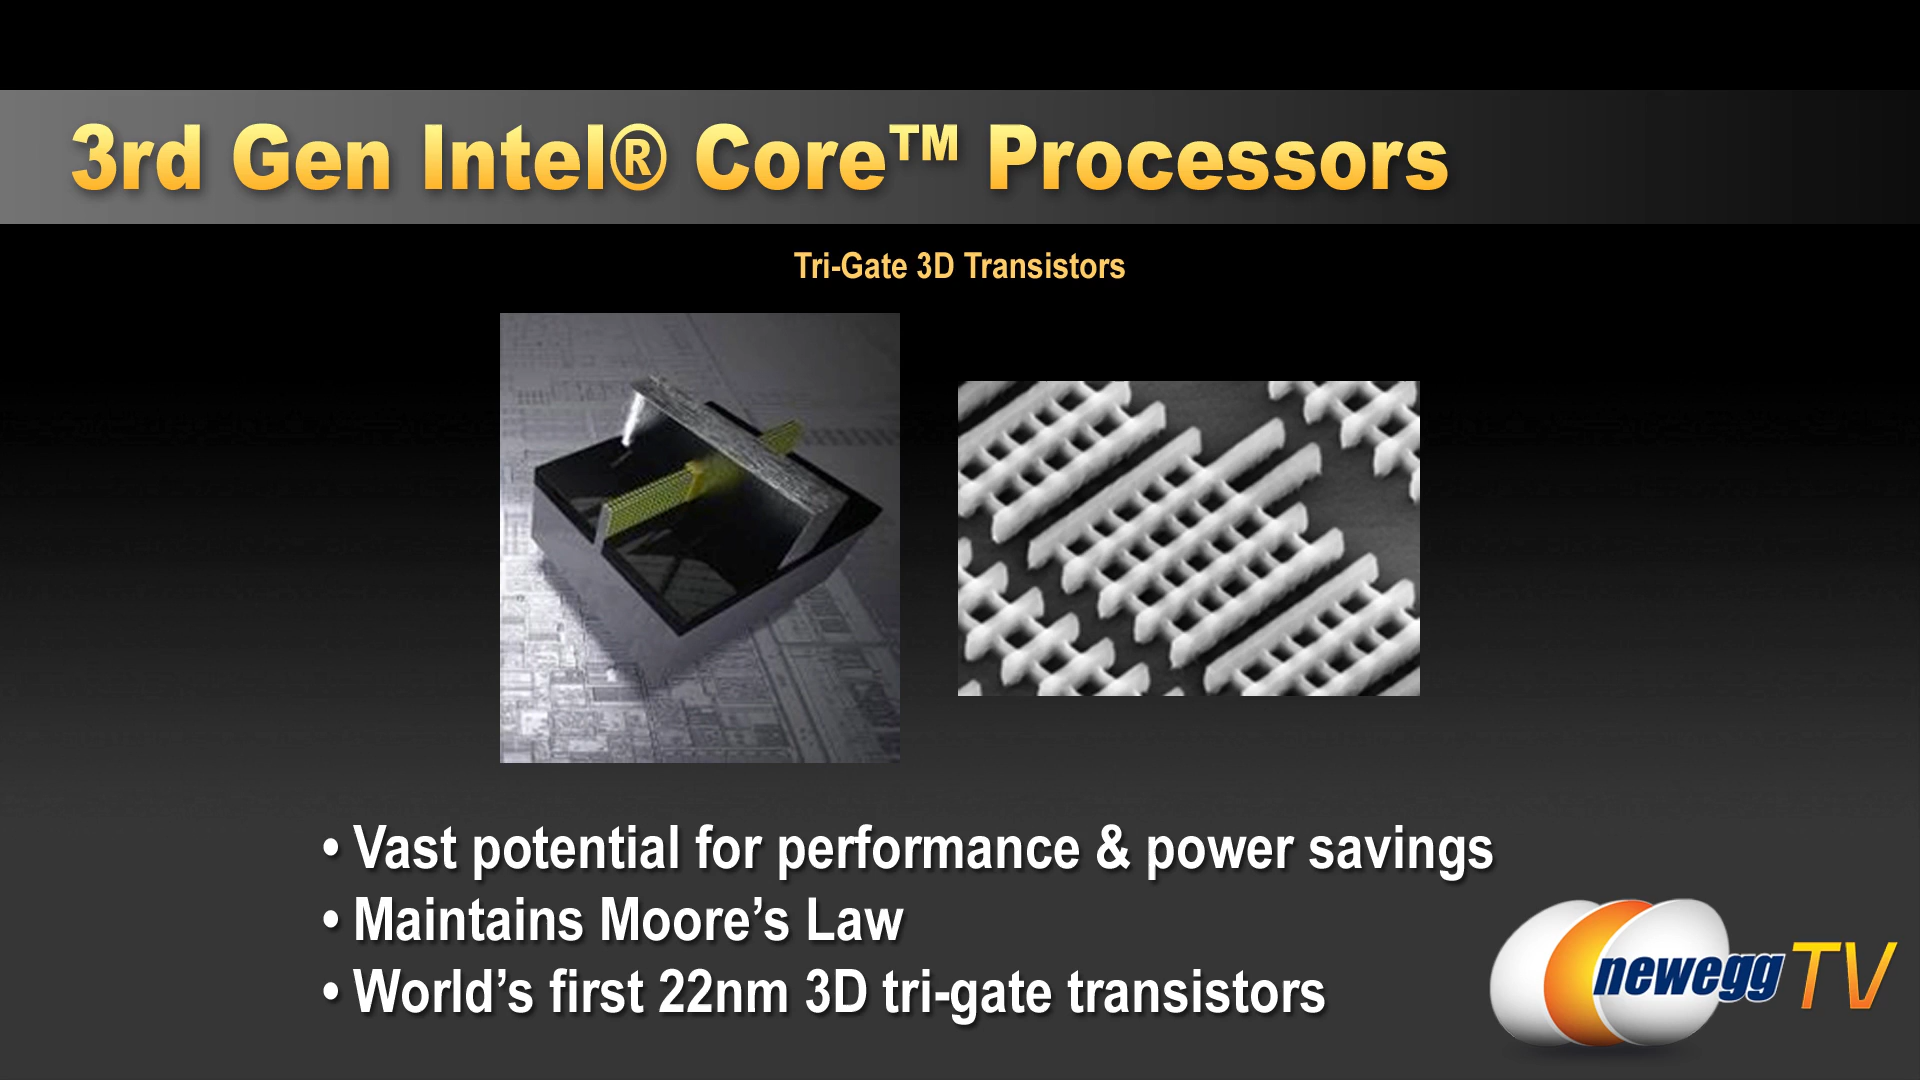 3rd Gen Intel® Core™ Processors
Tri-Gate 3D Transistors
• Vast potential for performance & power savings
• Maintains Moore’s Law
• World’s first 22nm 3D tri-gate transistors
newegg TV